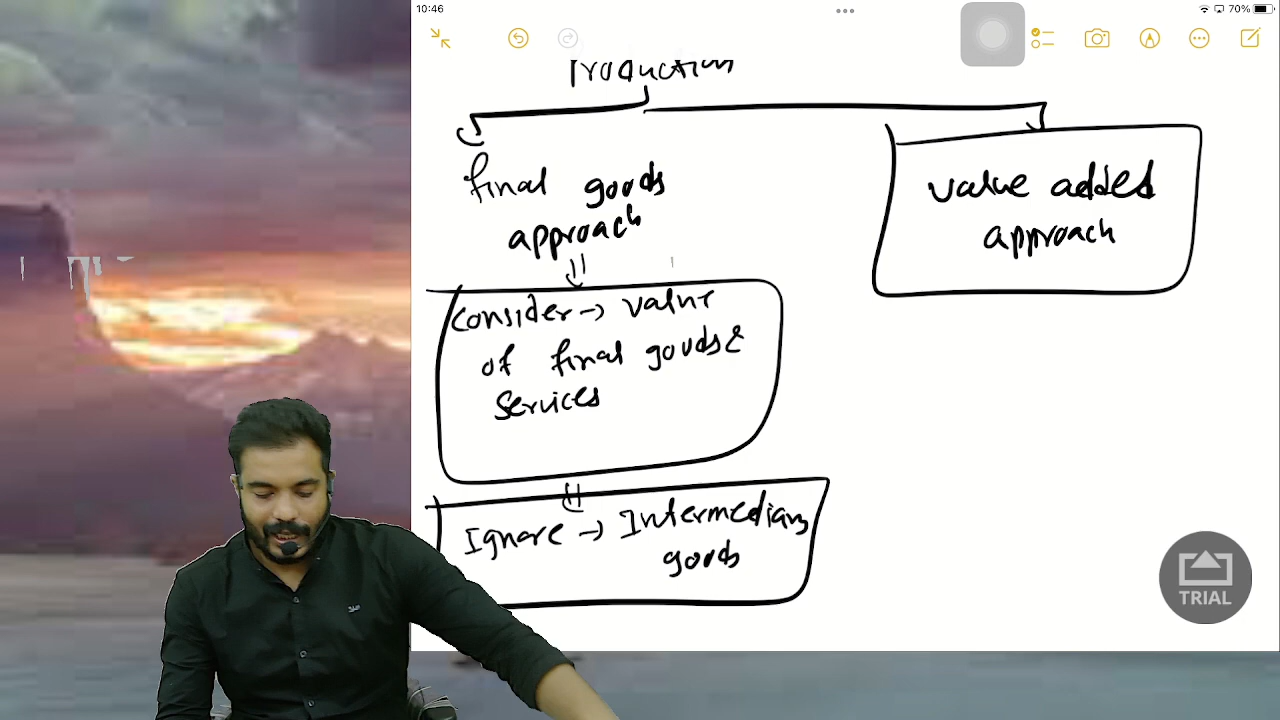 10:46
70%
Production
final goods
approach
value added
approach
Consider → value
of final goods &
Services
Ignore → Intermediary
goods
TRIAL